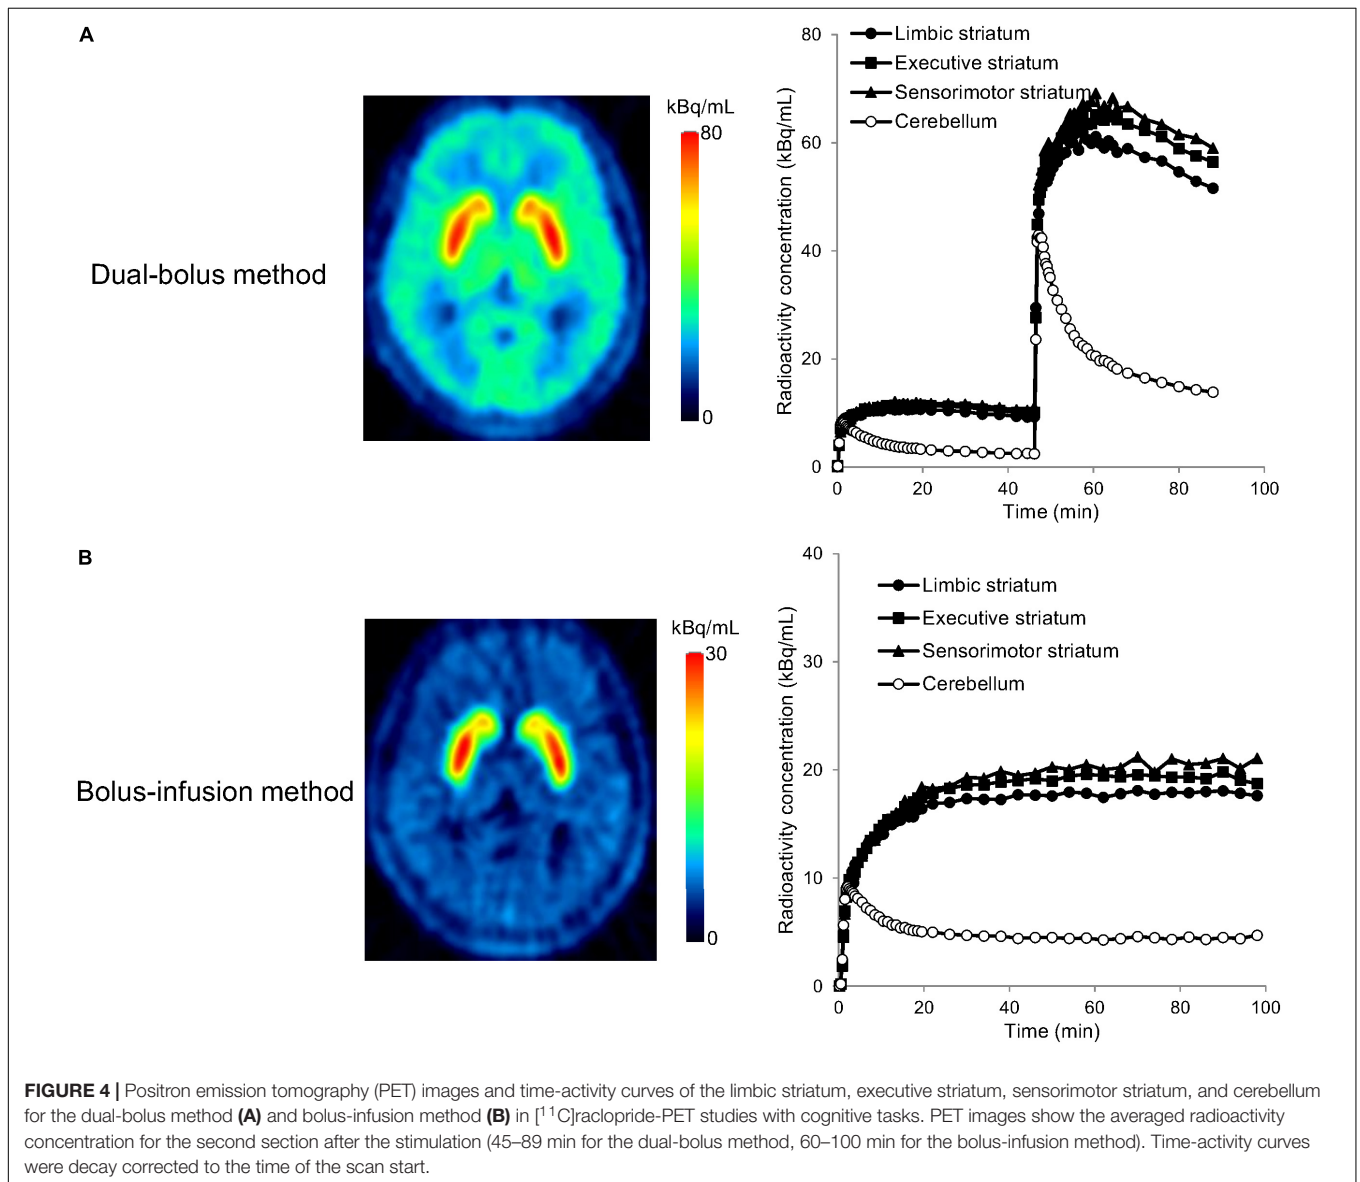 A
Dual-bolus method
kBq/mL
80
0
Radioactivity concentration (kBq/mL)
80
60
40
20
0
Limbic striatum
Executive striatum
Sensorimotor striatum
Cerebellum
0 20 40 60 80 100
Time (min)
B
Bolus-infusion method
kBq/mL
30
0
Radioactivity concentration (kBq/mL)
40
30
20
10
0
Limbic striatum
Executive striatum
Sensorimotor striatum
Cerebellum
0 20 40 60 80 100
Time (min)
FIGURE 4 | Positron emission tomography (PET) images and time-activity curves of the limbic striatum, executive striatum, sensorimotor striatum, and cerebellum
for the dual-bolus method (A) and bolus-infusion method (B) in [¹¹C]raclopride-PET studies with cognitive tasks. PET images show the averaged radioactivity
concentration for the second section after the stimulation (45–89 min for the dual-bolus method, 60–100 min for the bolus-infusion method). Time-activity curves
were decay corrected to the time of the scan start.